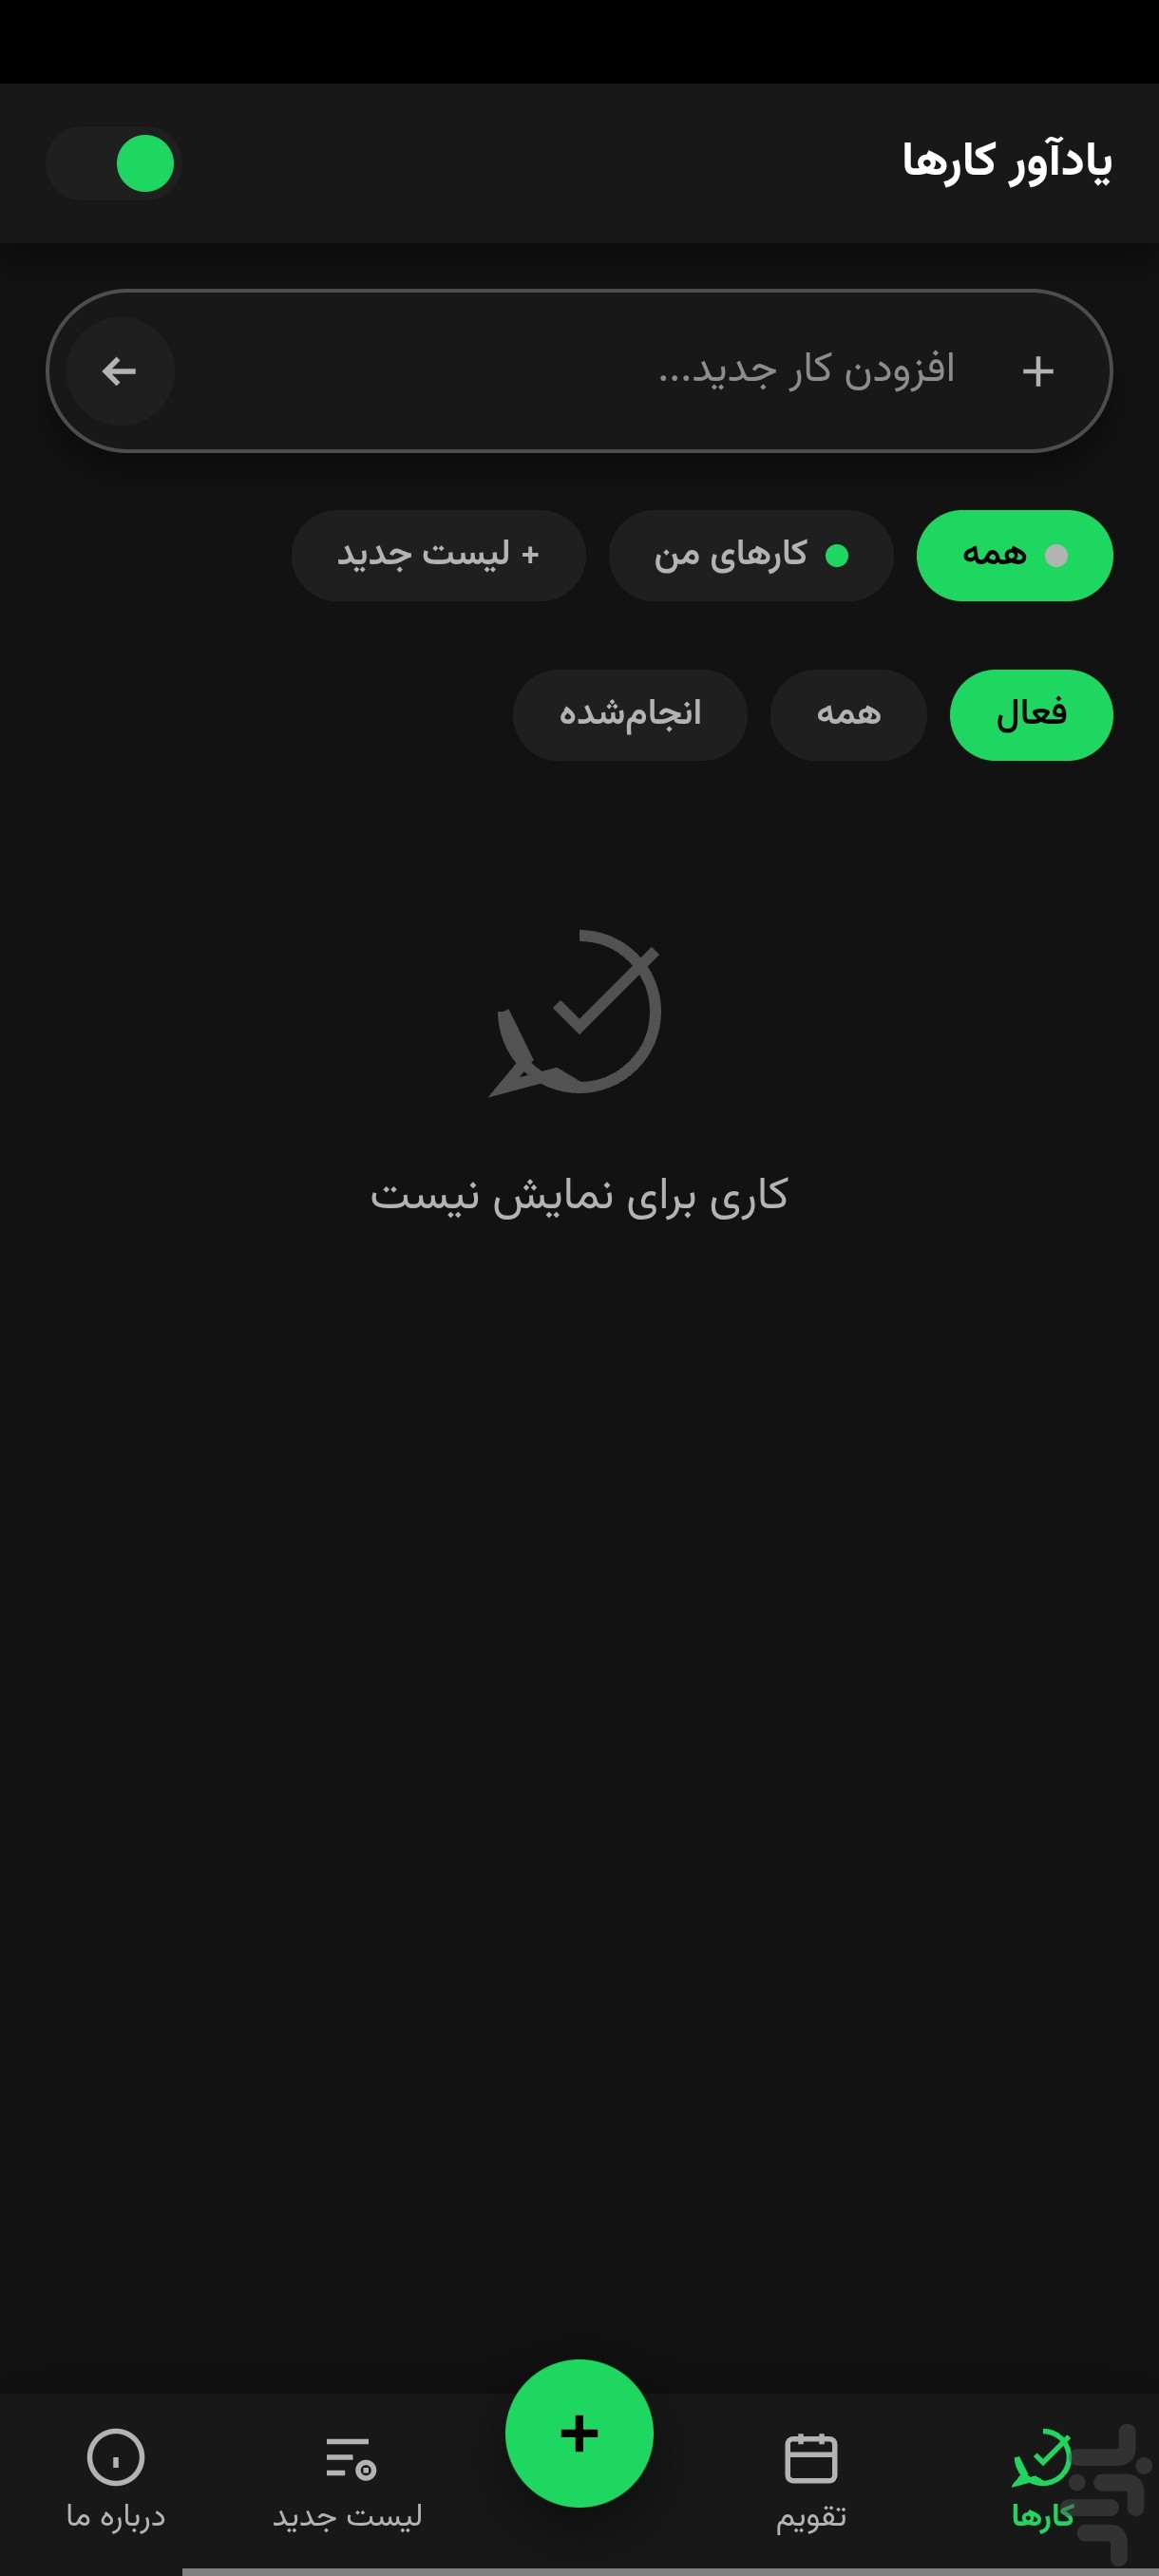 یادآور کارها
افزودن کار جدید...
همه
کارهای من
+ لیست جدید
فعال
همه
انجام‌شده
کاری برای نمایش نیست
کارها
تقویم
+
لیست جدید
درباره ما